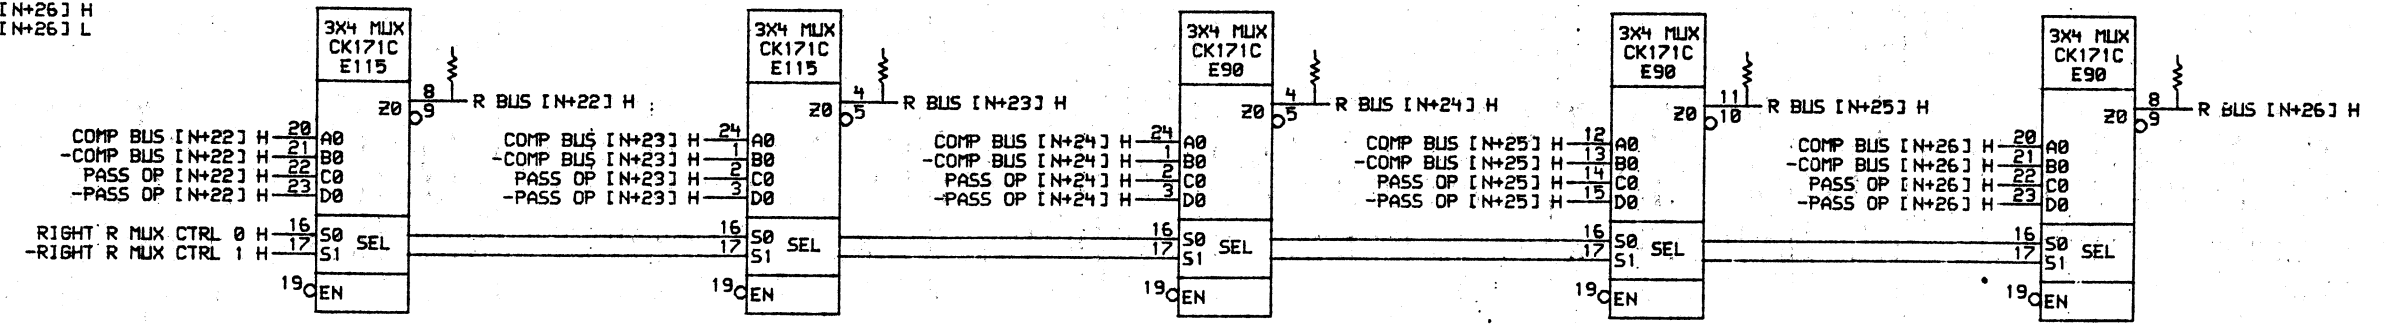 [N+26] H
[N+26] L
3X4 MUX
CK171C
E115
Z0
8
9
R BUS [N+22] H
COMP BUS [N+22] H 20 A0
-COMP BUS [N+22] H 21 B0
PASS OP [N+22] H 22 C0
-PASS OP [N+22] H 23 D0
RIGHT R MUX CTRL 0 H 16 S0
-RIGHT R MUX CTRL 1 H 17 S1
SEL
19 EN
3X4 MUX
CK171C
E115
Z0
4
5
R BUS [N+23] H
COMP BUS [N+23] H 24 A0
-COMP BUS [N+23] H 1 B0
PASS OP [N+23] H 2 C0
-PASS OP [N+23] H 3 D0
16 S0
17 S1
SEL
19 EN
3X4 MUX
CK171C
E90
Z0
4
5
R BUS [N+24] H
COMP BUS [N+24] H 24 A0
-COMP BUS [N+24] H 1 B0
PASS OP [N+24] H 2 C0
-PASS OP [N+24] H 3 D0
16 S0
17 S1
SEL
19 EN
3X4 MUX
CK171C
E90
Z0
11
10
R BUS [N+25] H
COMP BUS [N+25] H 12 A0
-COMP BUS [N+25] H 13 B0
PASS OP [N+25] H 14 C0
-PASS OP [N+25] H 15 D0
16 S0
17 S1
SEL
19 EN
3X4 MUX
CK171C
E90
Z0
8
9
R BUS [N+26] H
COMP BUS [N+26] H 20 A0
-COMP BUS [N+26] H 21 B0
PASS OP [N+26] H 22 C0
-PASS OP [N+26] H 23 D0
16 S0
17 S1
SEL
19 EN